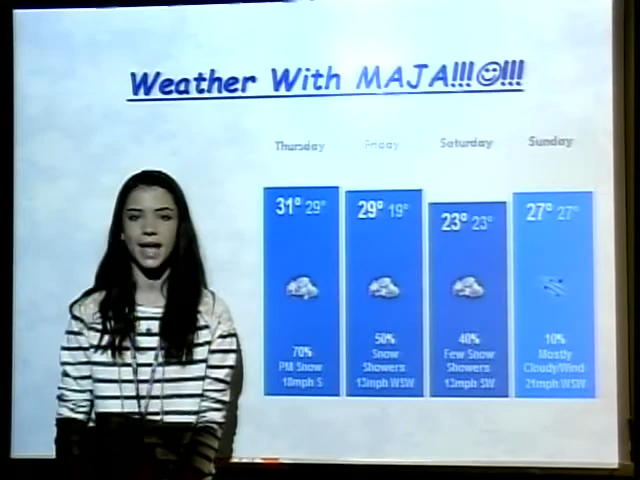 Weather With MAJA!!!☺!!!
Thursday Friday Saturday Sunday
31° 29° 29° 19° 23° 23° 27° 27°
70%
PM Snow
18mph S
50%
Snow
Showers
13mph WSW
40%
Few Snow
Showers
13mph SW
10%
Mostly
Cloudy/Wind
21mph WSW